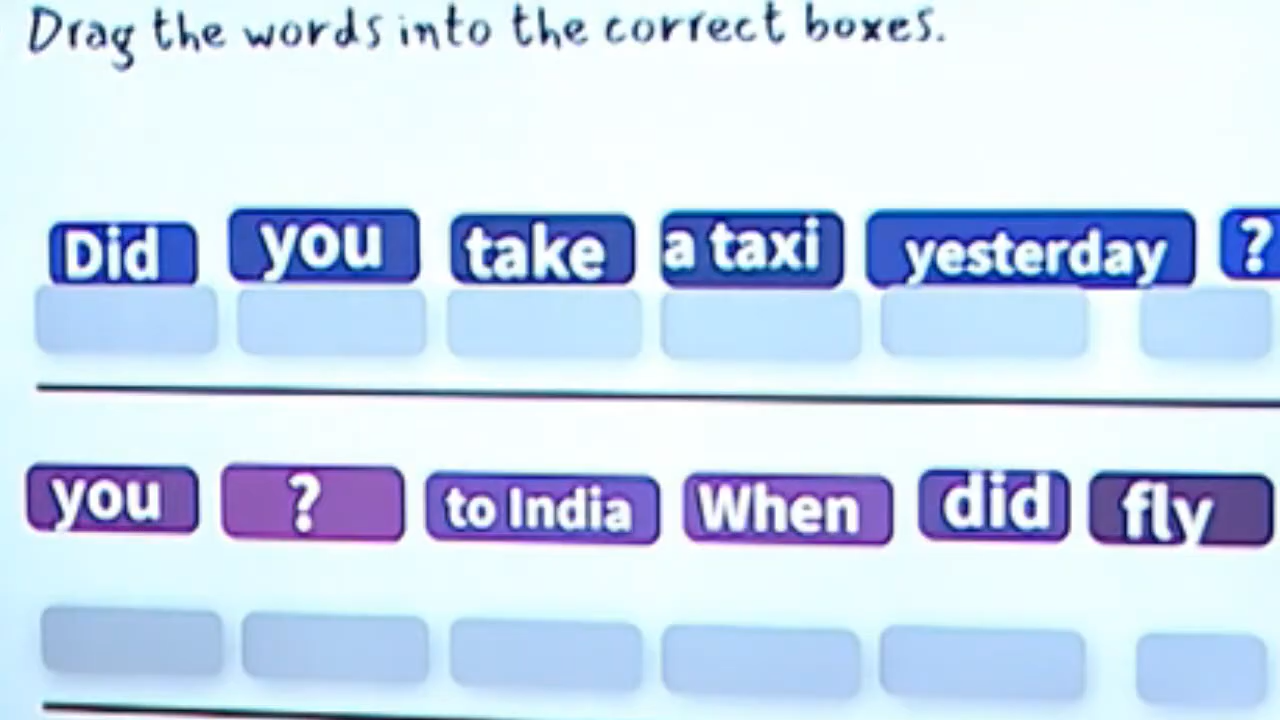 Drag the words into the correct boxes.
Did you take a taxi yesterday ?
you ? to India When did fly